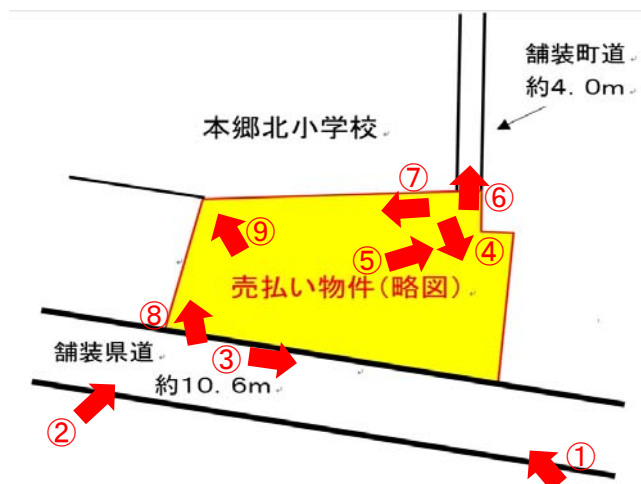 舗装町道
約4．0m
本郷北小学校
⑦
⑥
⑨
⑤
④
売払い物件（略図）
⑧
舗装県道
③
約10．6m
②
①